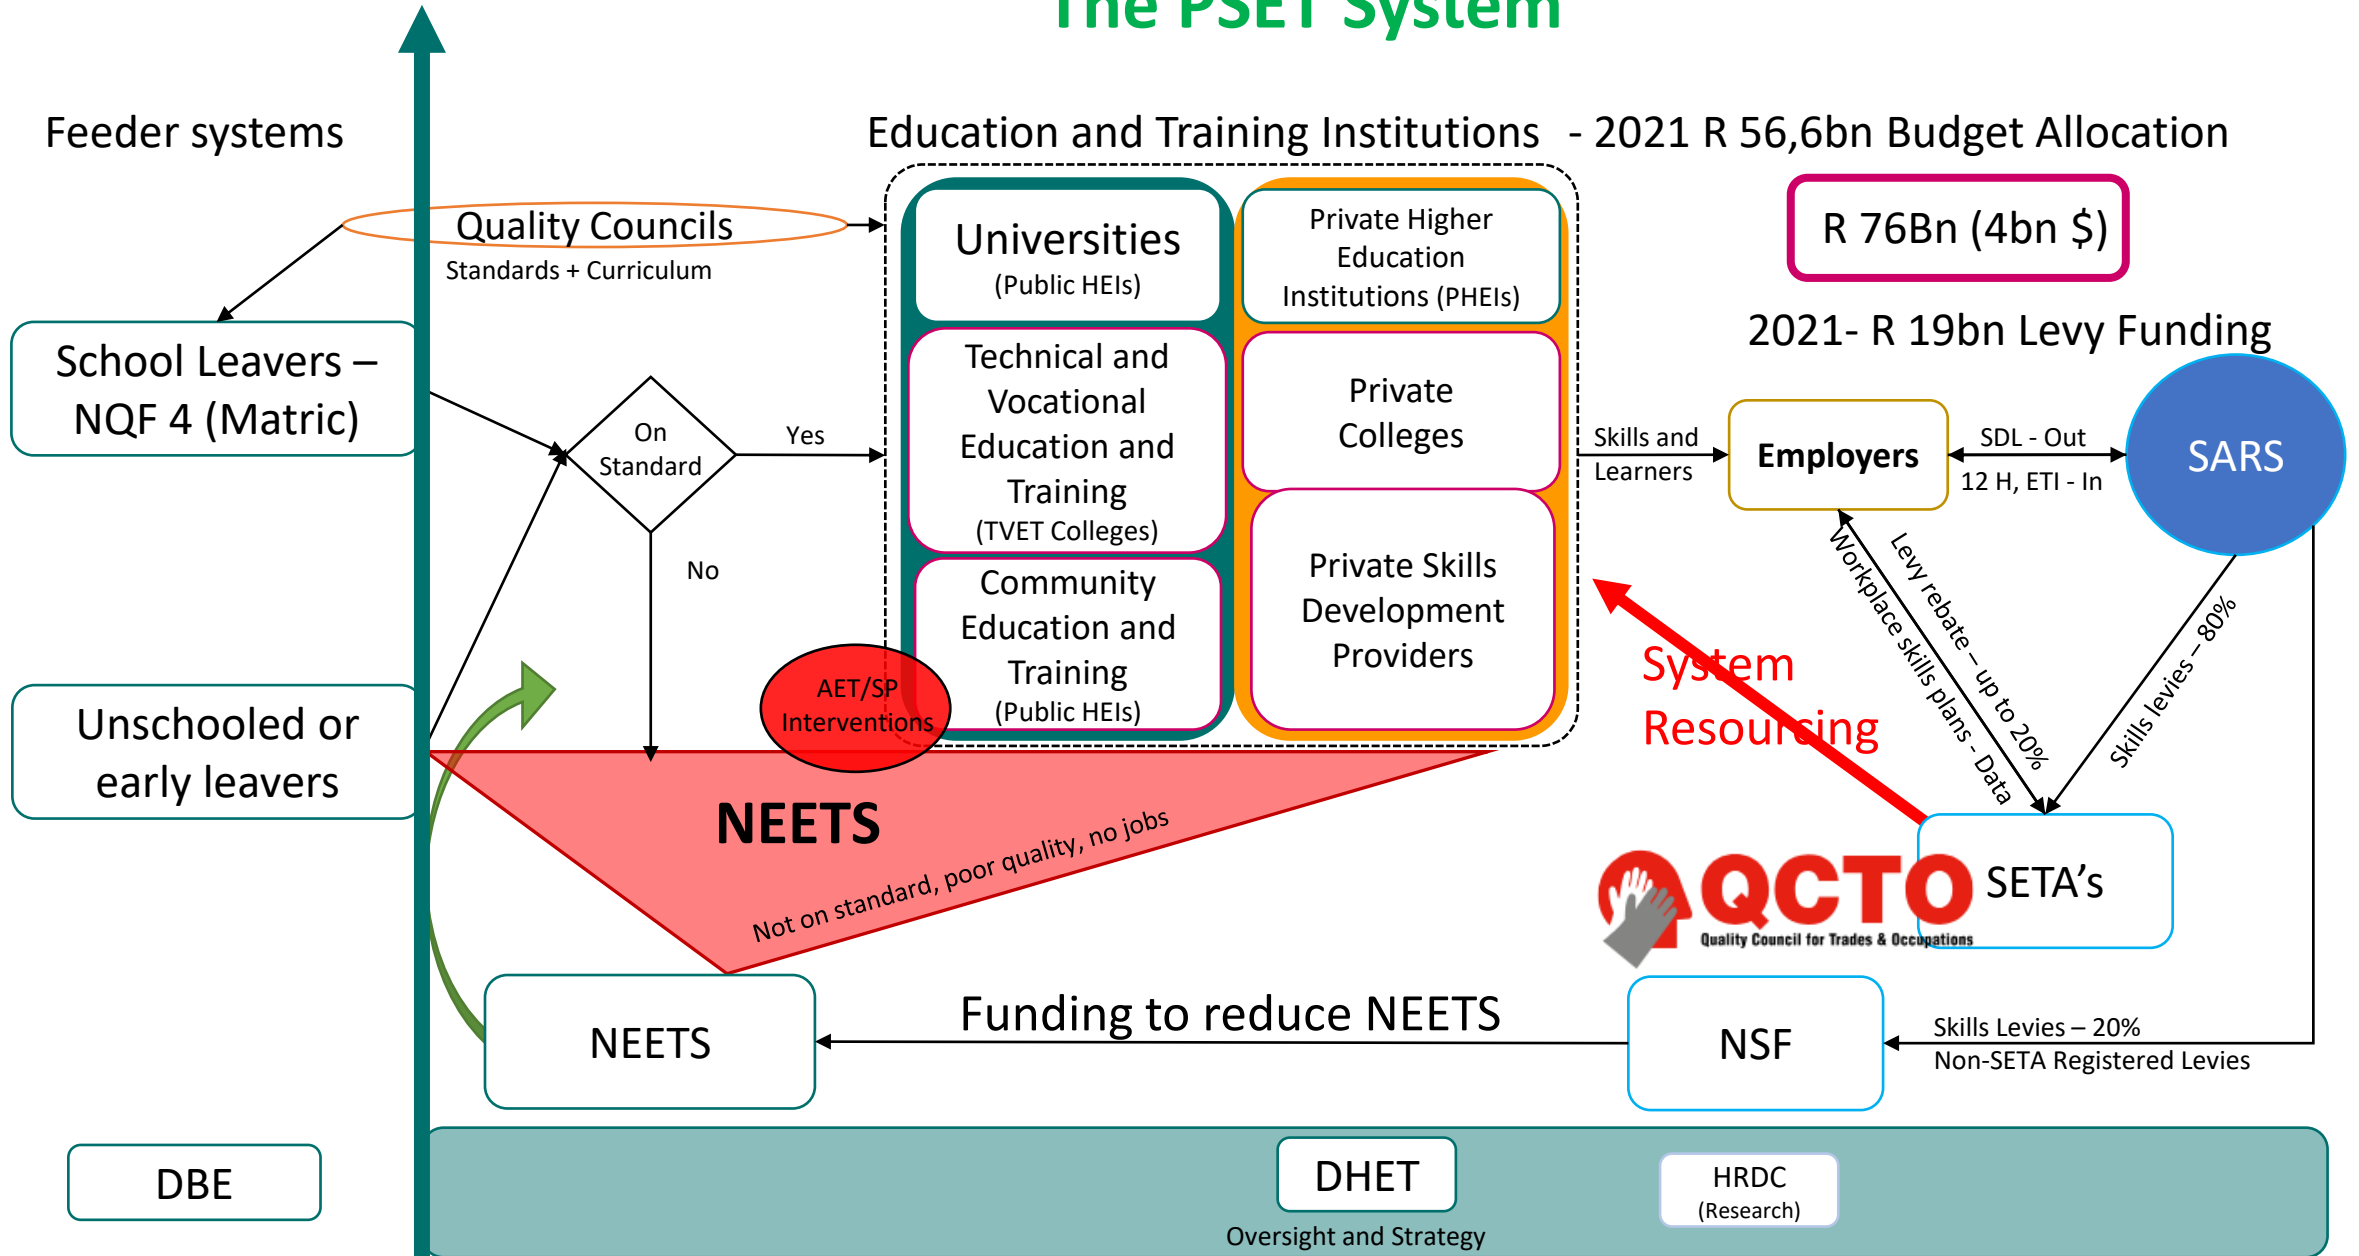 The PSET System
Feeder systems
Education and Training Institutions - 2021 R 56,6bn Budget Allocation
Quality Councils
Standards + Curriculum
Universities
(Public HEIs)
Private Higher
Education
Institutions (PHEIs)
R 76Bn (4bn $)
2021- R 19bn Levy Funding
School Leavers –
NQF 4 (Matric)
On
Standard
Yes
No
Technical and
Vocational
Education and
Training
(TVET Colleges)
Private
Colleges
Skills and
Learners
Employers
SDL - Out
12 H, ETI - In
SARS
Community
Education and
Training
(Public HEIs)
Private Skills
Development
Providers
AET/SP
Interventions
System
Resourcing
Levy rebate – up to 20%
Workplace skills plans - Data
Skills levies – 80%
Unschooled or
early leavers
NEETS
Not on standard, poor quality, no jobs
QCTO
Quality Council for Trades & Occupations
SETA's
NEETS
Funding to reduce NEETS
NSF
Skills Levies – 20%
Non-SETA Registered Levies
DBE
DHET
Oversight and Strategy
HRDC
(Research)